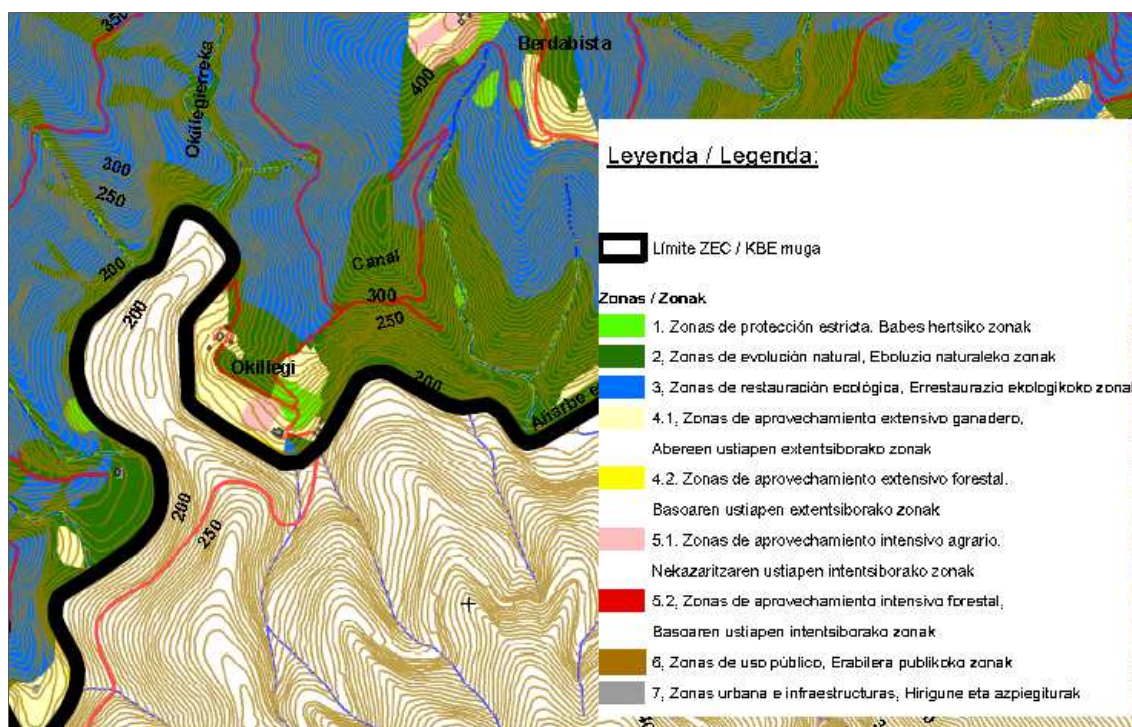 350
Berdabista
400
Okillegierreka
300
250
200
Canal
300
250
200
200
Okillegi
Añarbe e
200
250
Leyenda / Legenda:
Límite ZEC / KBE muga
Zonas / Zonak
1. Zonas de protección estricta. Babes hertsiko zonak
2, Zonas de evolución natural, Eboluzio naturaleko zonak
3, Zonas de restauración ecológica, Errestaurazio ekologikoko zonal
4.1, Zonas de aprovechamiento extensivo ganadero,
Abereen ustiapen extentsiborako zonak
4.2. Zonas de aprovechamiento extensivo forestal.
Basoaren ustiapen extentsiborako zonak
5.1. Zonas de aprovechamiento intensivo agrario.
Nekazaritzaren ustiapen intentsiborako zonak
5.2, Zonas de aprovechamiento intensivo forestal,
Basoaren ustiapen intentsiborako zonak
6, Zonas de uso público, Erabilera publikoko zonak
7, Zonas urbana e infraestructuras, Hirigune eta azpiegiturak